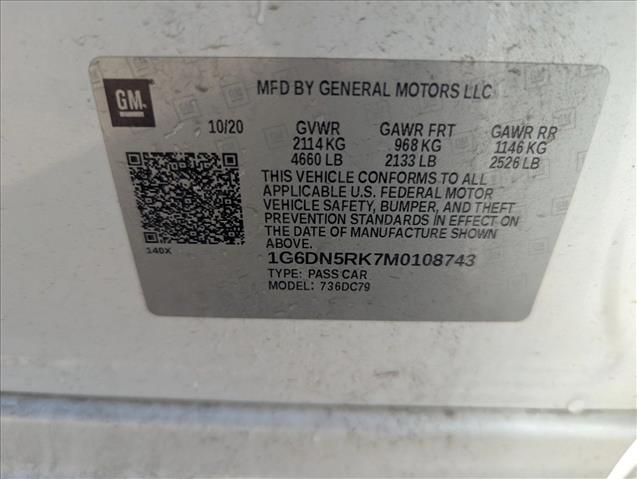 GM
MFD BY GENERAL MOTORS LLC
10/20 GVWR GAWR FRT GAWR RR
2114 KG 968 KG 1146 KG
4660 LB 2133 LB 2526 LB
THIS VEHICLE CONFORMS TO ALL
APPLICABLE U.S. FEDERAL MOTOR
VEHICLE SAFETY, BUMPER, AND THEFT
PREVENTION STANDARDS IN EFFECT ON
THE DATE OF MANUFACTURE SHOWN
ABOVE.
140X
1G6DN5RK7M0108743
TYPE: PASS CAR
MODEL: 736DC79